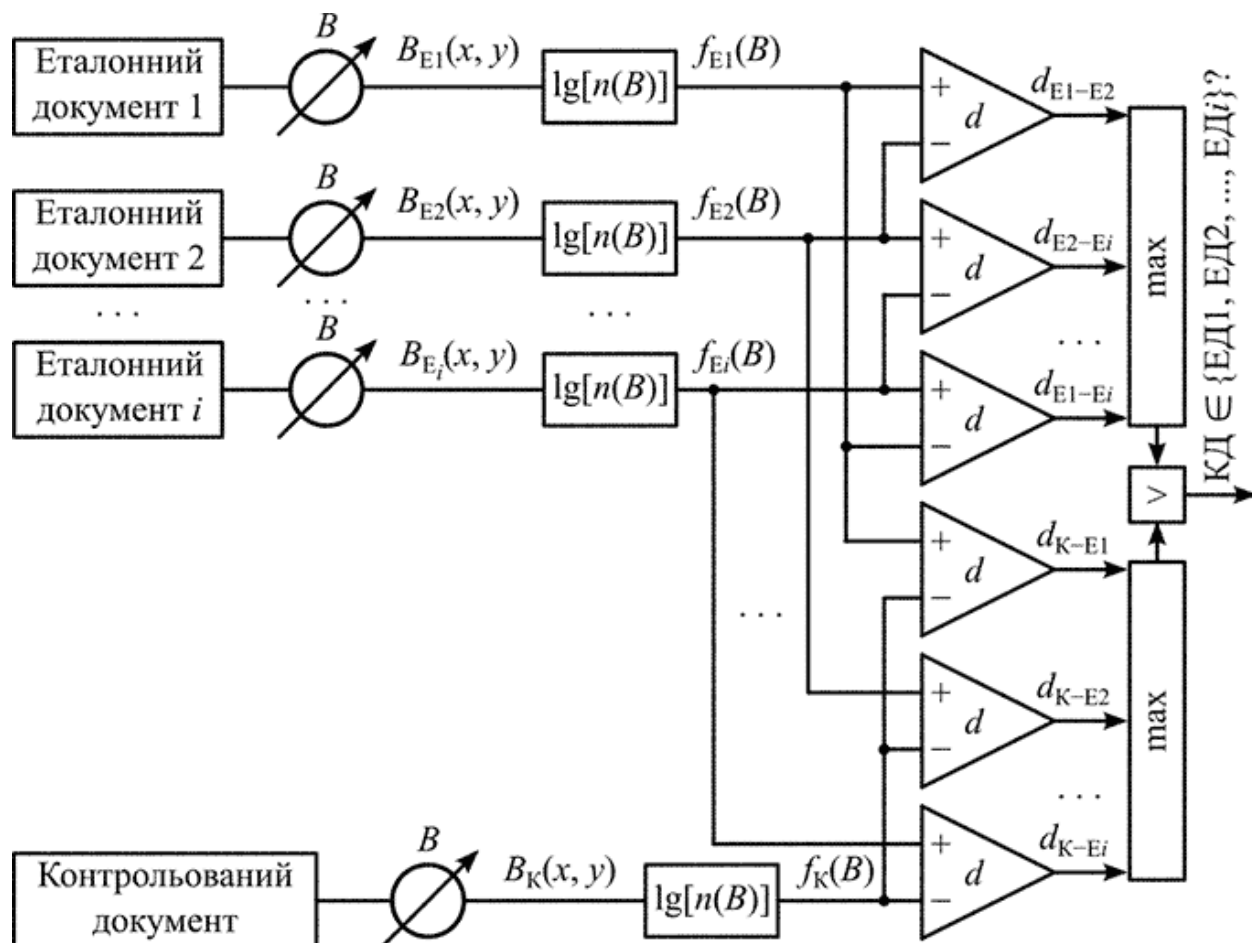 Еталонний
документ 1
B
B_E1(x, y)
lg[n(B)]
f_E1(B)
+
−
d
d_E1−E2
Еталонний
документ 2
B
B_E2(x, y)
lg[n(B)]
f_E2(B)
+
−
d
d_E2−Ei
. . .
. . .
. . .
. . .
Еталонний
документ i
B
B_Ei(x, y)
lg[n(B)]
f_Ei(B)
+
−
d
d_E1−Ei
max
КД ∈ {ЕД1, ЕД2, ..., ЕДi}?
>
+
−
d
d_K−E1
. . .
+
−
d
d_K−E2
. . .
max
+
−
d
d_K−Ei
Контрольований
документ
B
B_K(x, y)
lg[n(B)]
f_K(B)